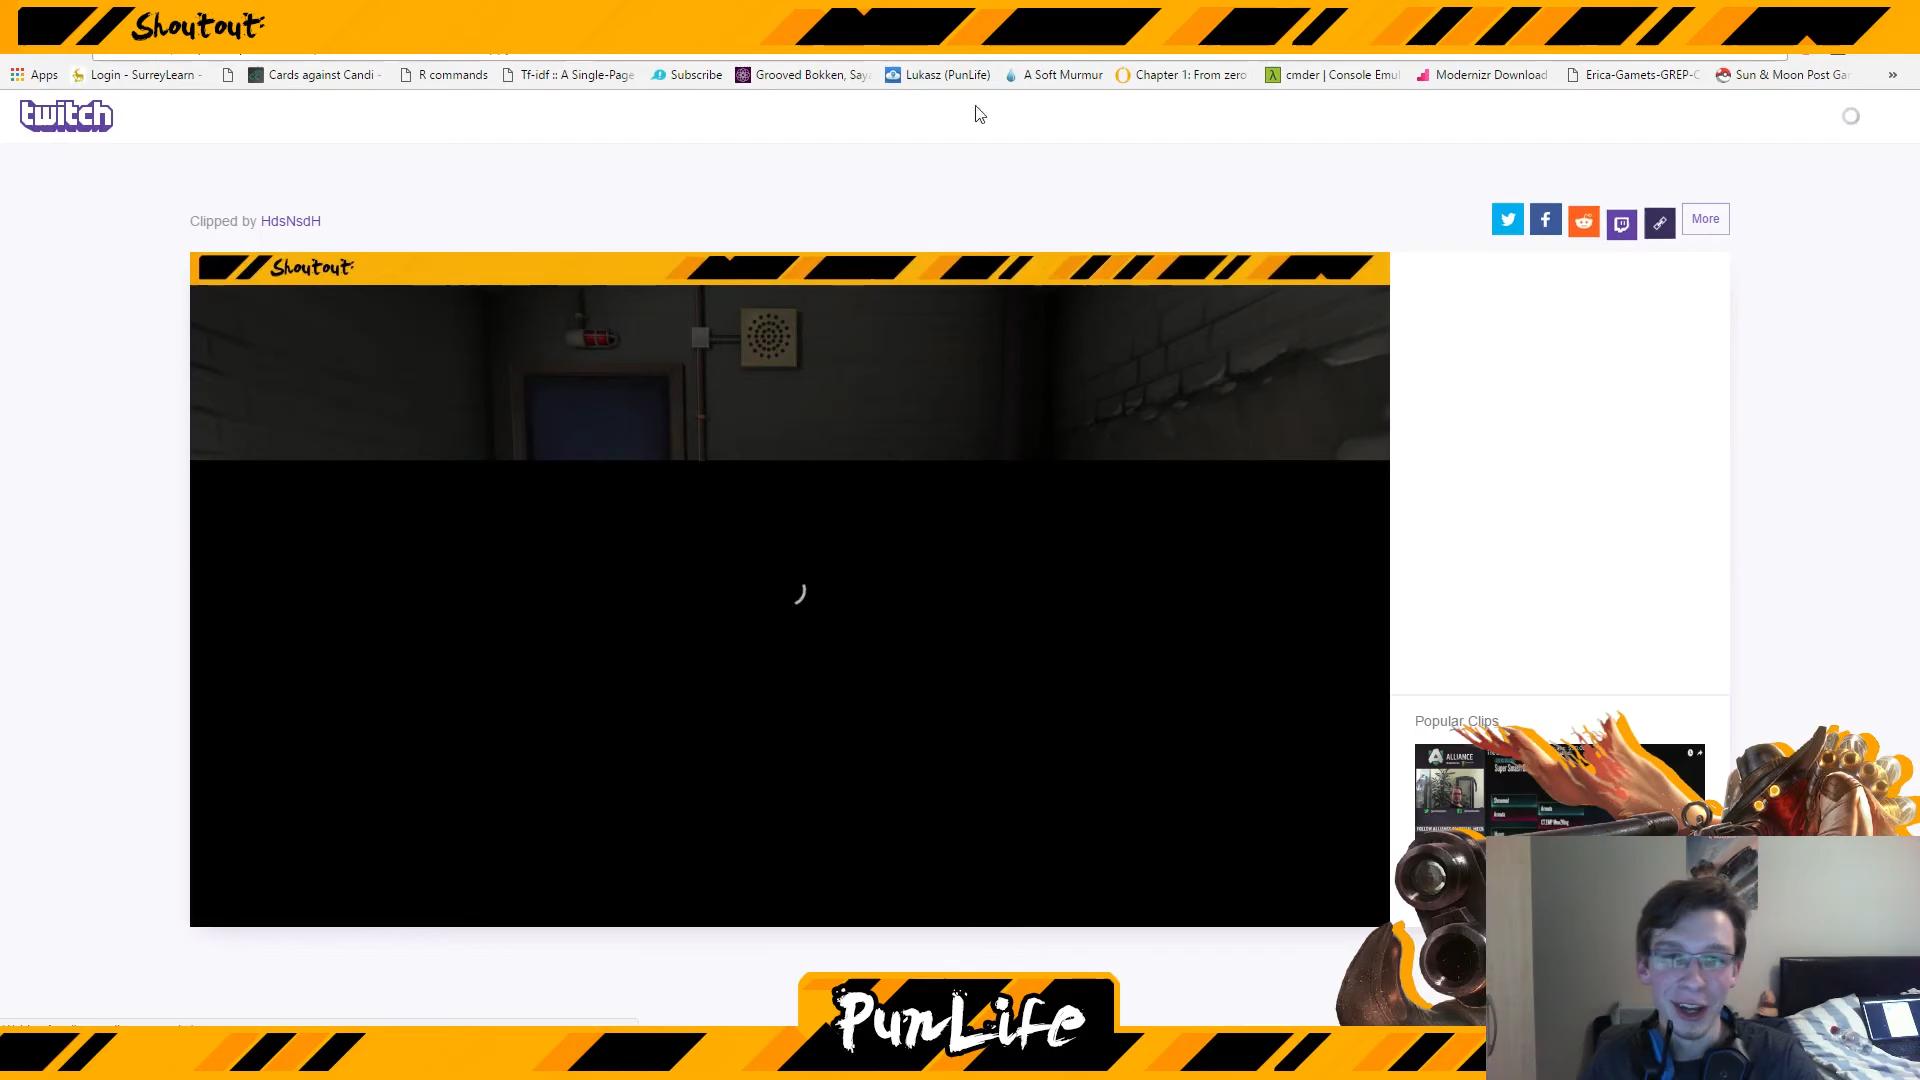 Shoutout:
Apps
Login - SurreyLearn -
Cards against Candi -
R commands
Tf-idf :: A Single-Page
Subscribe
Grooved Bokken, Say
Lukasz (PunLife)
A Soft Murmur
Chapter 1: From zero
cmder | Console Emul
Modernizr Download
Erica-Gamets-GREP-C
Sun & Moon Post Gar
»
twitch
Clipped by HdsNsdH
More
Shoutout:
Popular Clips
ALLIANCE
PunLife